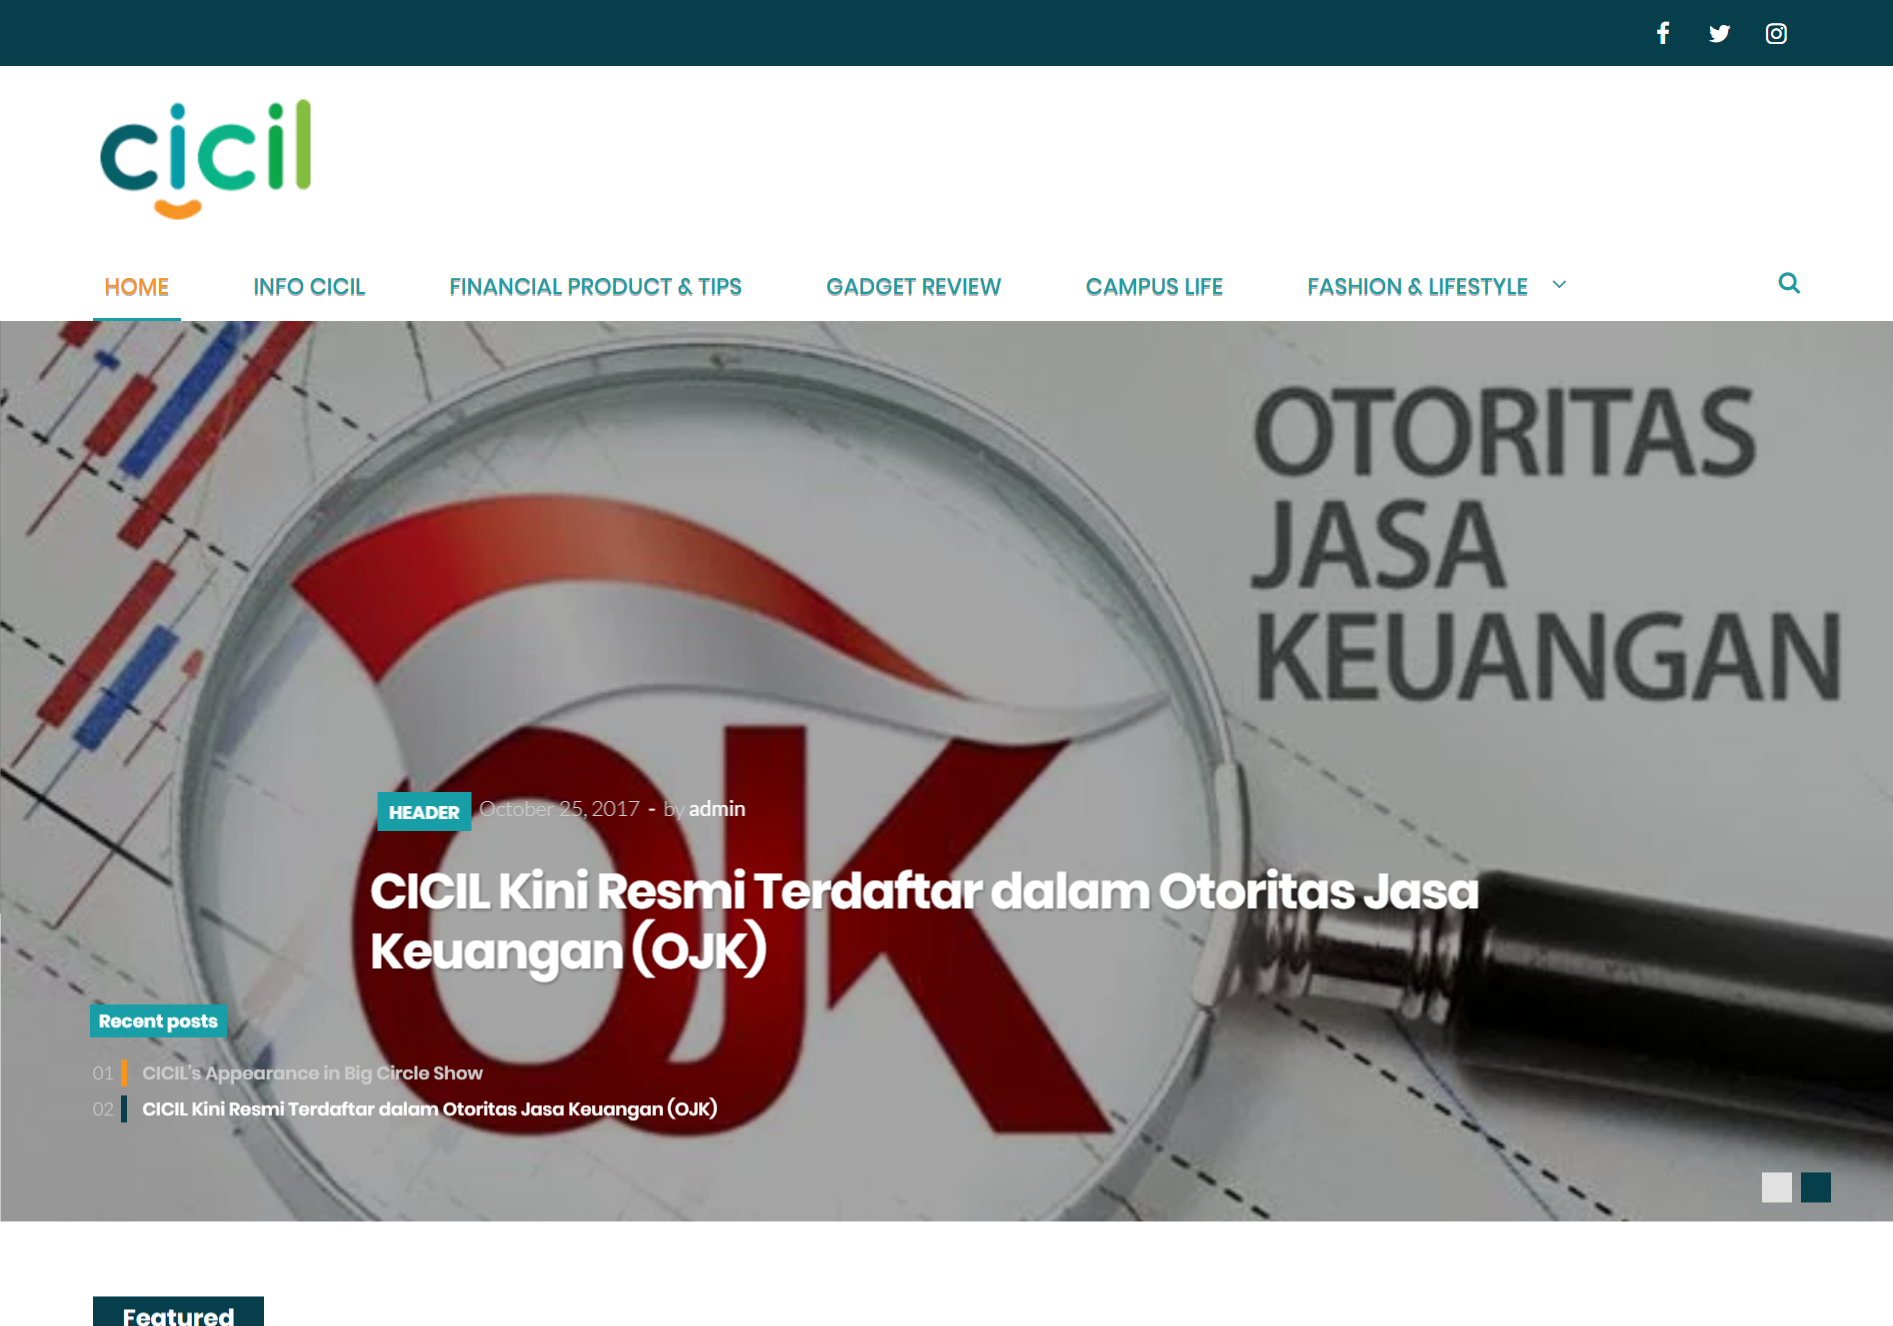 cicil
HOME INFO CICIL FINANCIAL PRODUCT & TIPS GADGET REVIEW CAMPUS LIFE FASHION & LIFESTYLE
OTORITAS
JASA
KEUANGAN
OJK
HEADER October 25, 2017 - by admin
CICIL Kini Resmi Terdaftar dalam Otoritas Jasa
Keuangan (OJK)
Recent posts
01 CICIL's Appearance in Big Circle Show
02 CICIL Kini Resmi Terdaftar dalam Otoritas Jasa Keuangan (OJK)
Featured